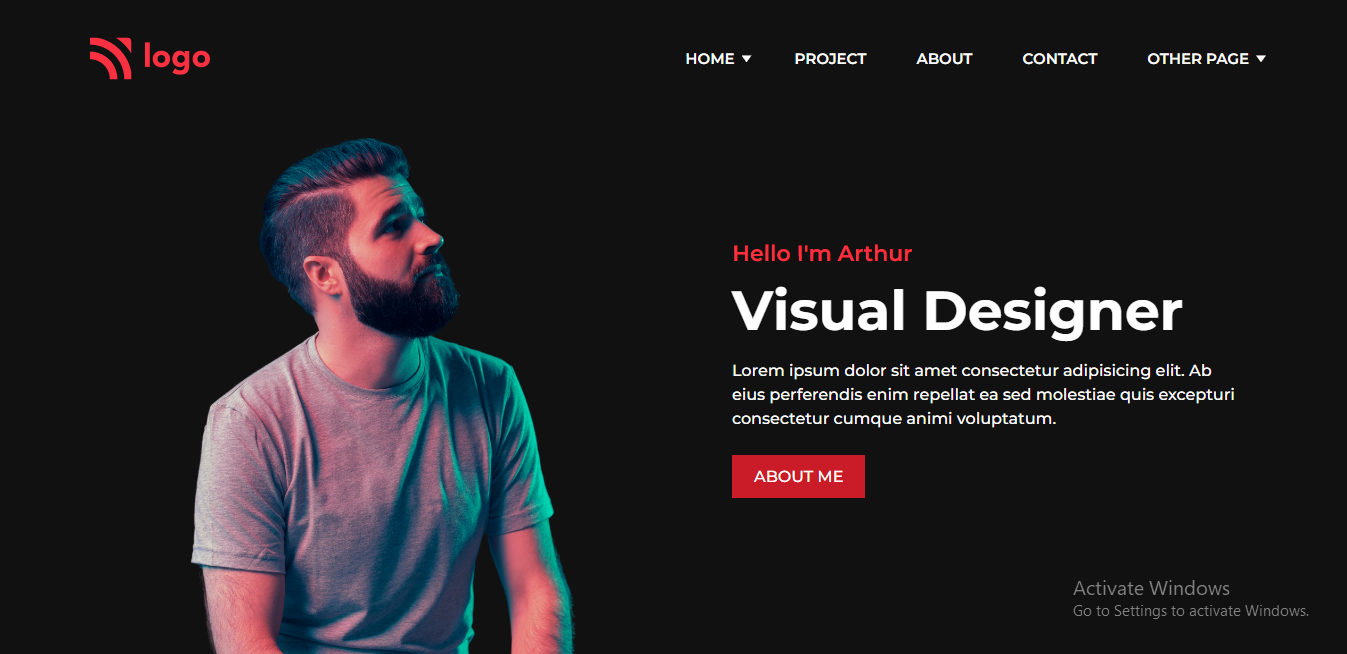 logo
HOME
PROJECT
ABOUT
CONTACT
OTHER PAGE
Hello I'm Arthur
Visual Designer
Lorem ipsum dolor sit amet consectetur adipisicing elit. Ab
eius perferendis enim repellat ea sed molestiae quis excepturi
consectetur cumque animi voluptatum.
ABOUT ME
Activate Windows
Go to Settings to activate Windows.